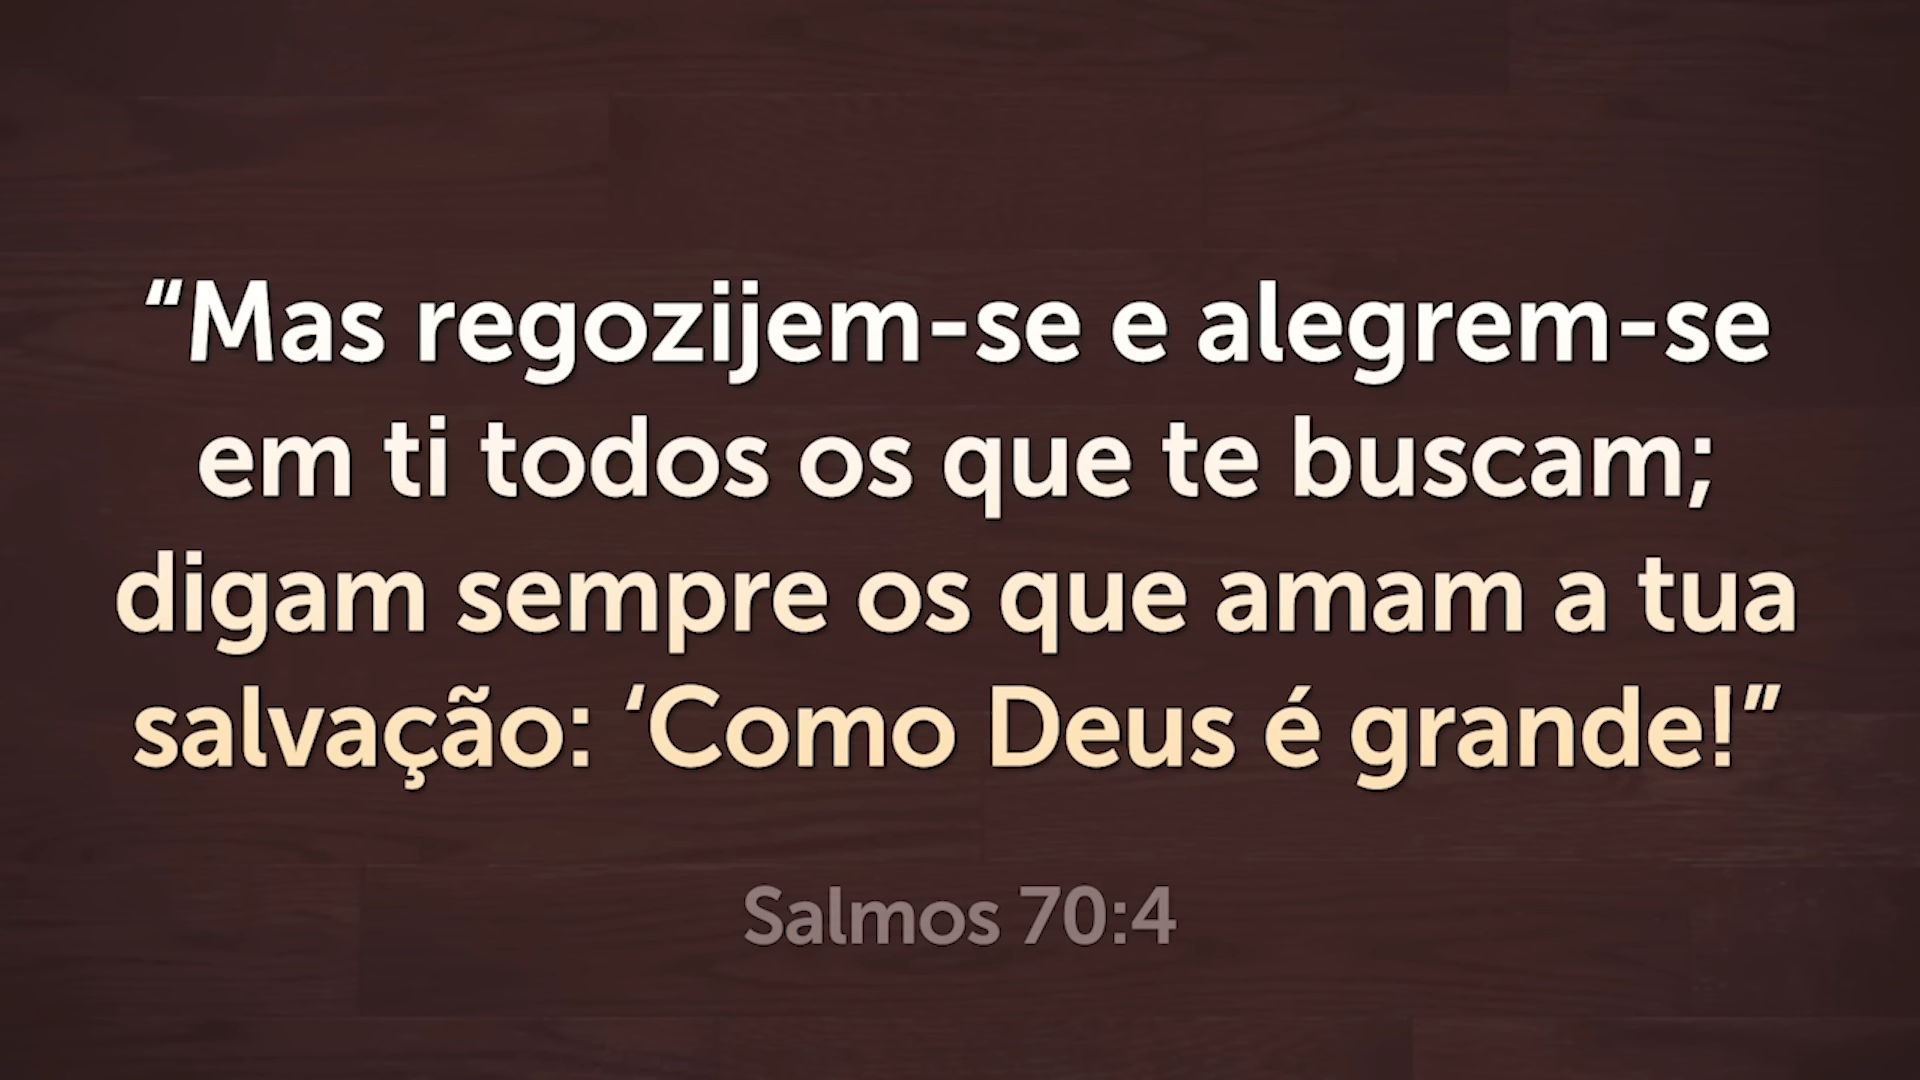 “Mas regozijem-se e alegrem-se
em ti todos os que te buscam;
digam sempre os que amam a tua
salvação: ‘Como Deus é grande!”
Salmos 70:4